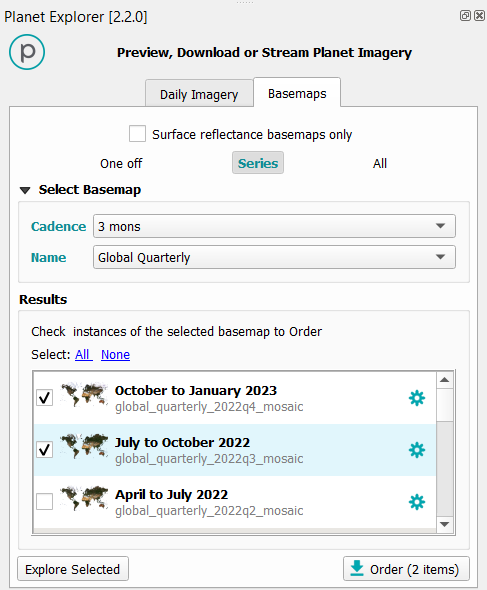 Planet Explorer [2.2.0]
p
Preview, Download or Stream Planet Imagery
Daily Imagery Basemaps
Surface reflectance basemaps only
One off Series All
Select Basemap
Cadence 3 mons
Name Global Quarterly
Results
Check instances of the selected basemap to Order
Select: All None
October to January 2023
global_quarterly_2022q4_mosaic
July to October 2022
global_quarterly_2022q3_mosaic
April to July 2022
global_quarterly_2022q2_mosaic
Explore Selected Order (2 items)